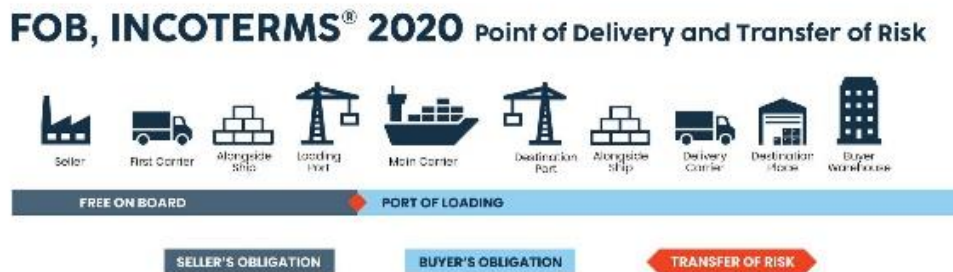 FOB, INCOTERMS® 2020 Point of Delivery and Transfer of Risk
Seller
First Carrier
Alongside
Ship
Loading
Port
Main Carrier
Destination
Port
Alongside
Ship
Delivery
Carrier
Destination
Place
Buyer
Warehouse
FREE ON BOARD
PORT OF LOADING
SELLER'S OBLIGATION
BUYER'S OBLIGATION
TRANSFER OF RISK